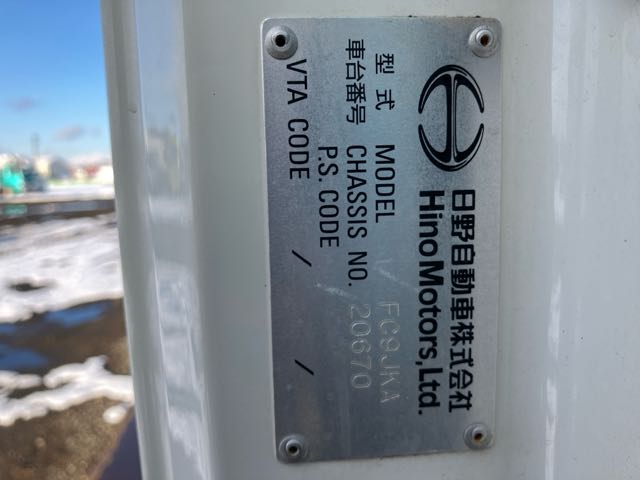 日野自動車株式会社
Hino Motors, Ltd.
型式 MODEL FC9JKA
車台番号 CHASSIS NO. 20670
P.S. CODE
VTA CODE / /